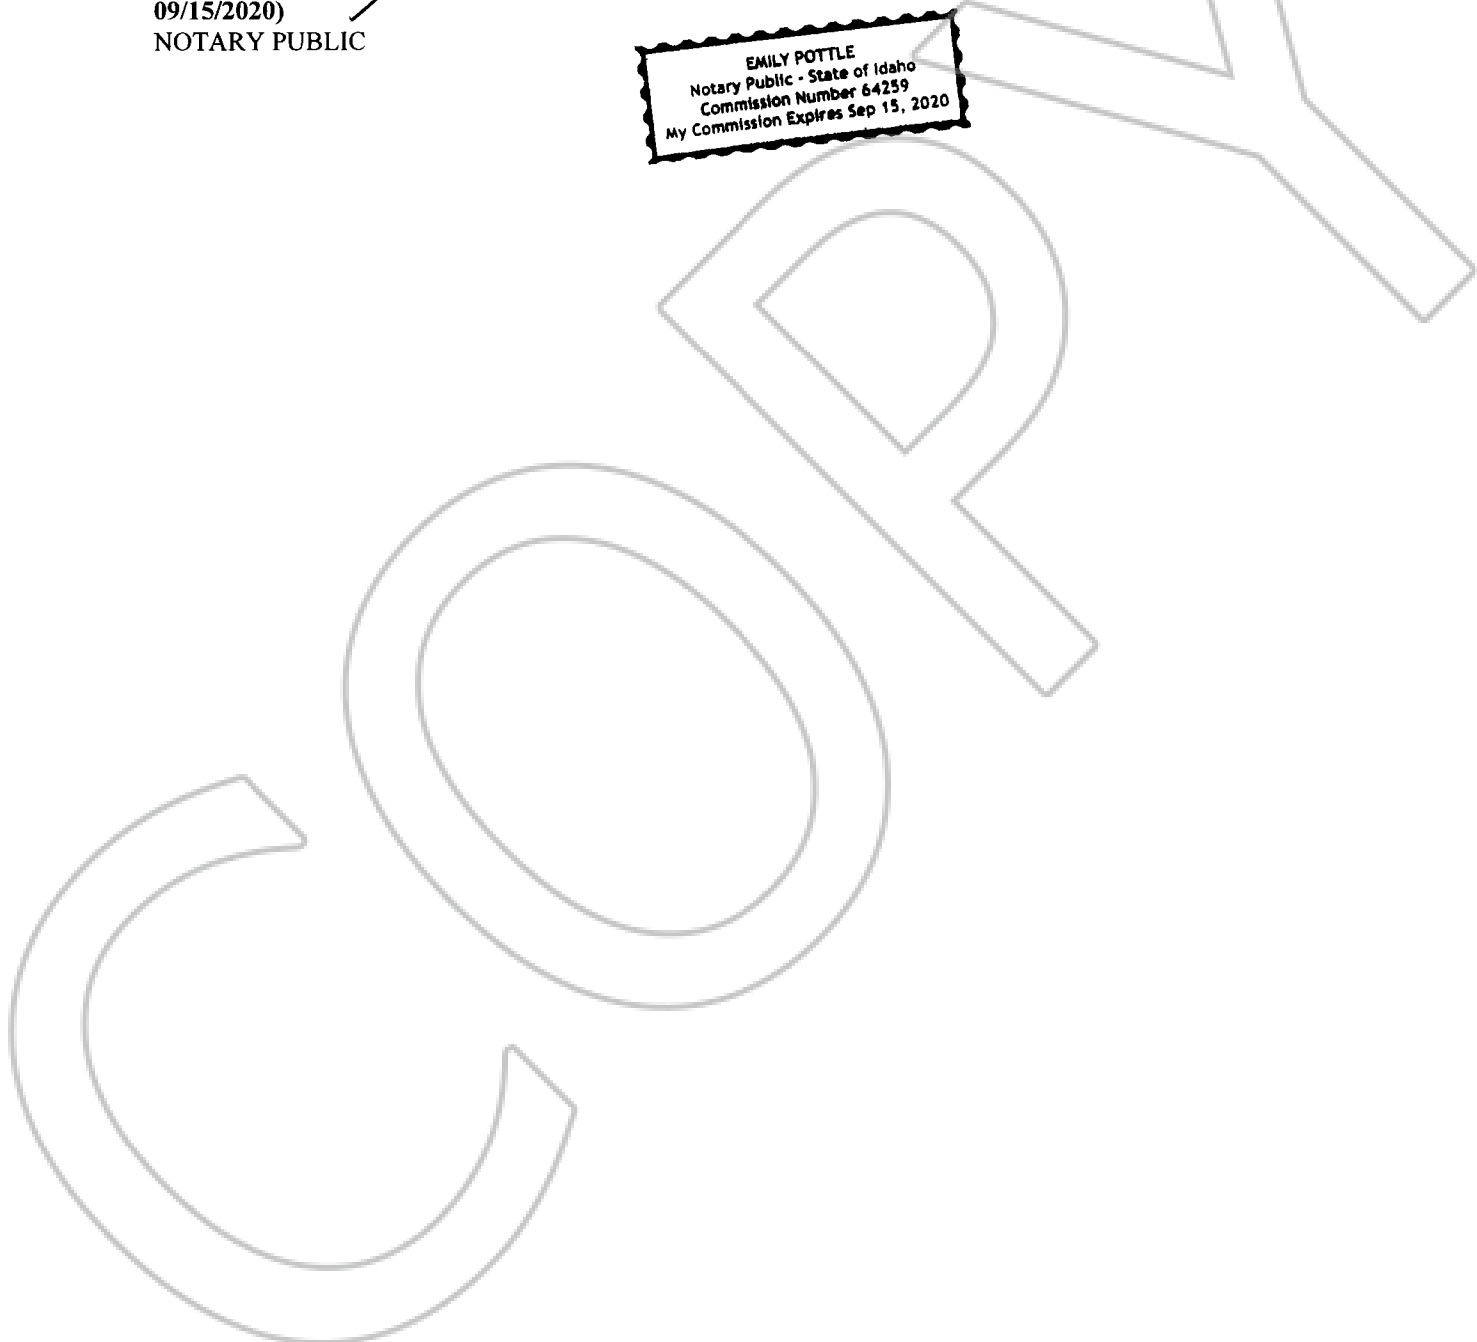 09/15/2020)
NOTARY PUBLIC
EMILY POTTLE
Notary Public - State of Idaho
Commission Number 64259
My Commission Expires Sep 15, 2020
COPY